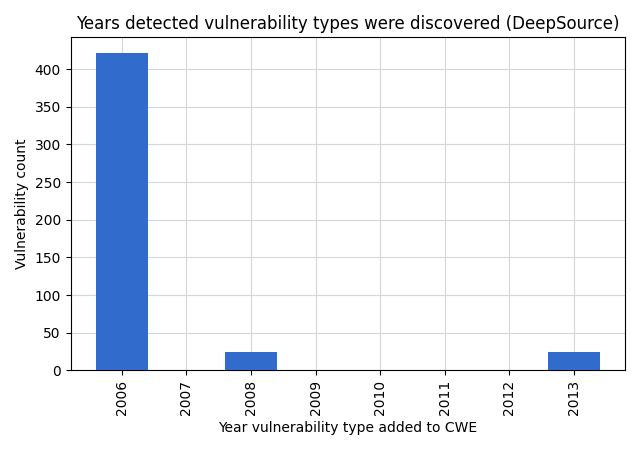 Years detected vulnerability types were discovered (DeepSource)
Vulnerability count
400
350
300
250
200
150
100
50
0
2006 2007 2008 2009 2010 2011 2012 2013
Year vulnerability type added to CWE